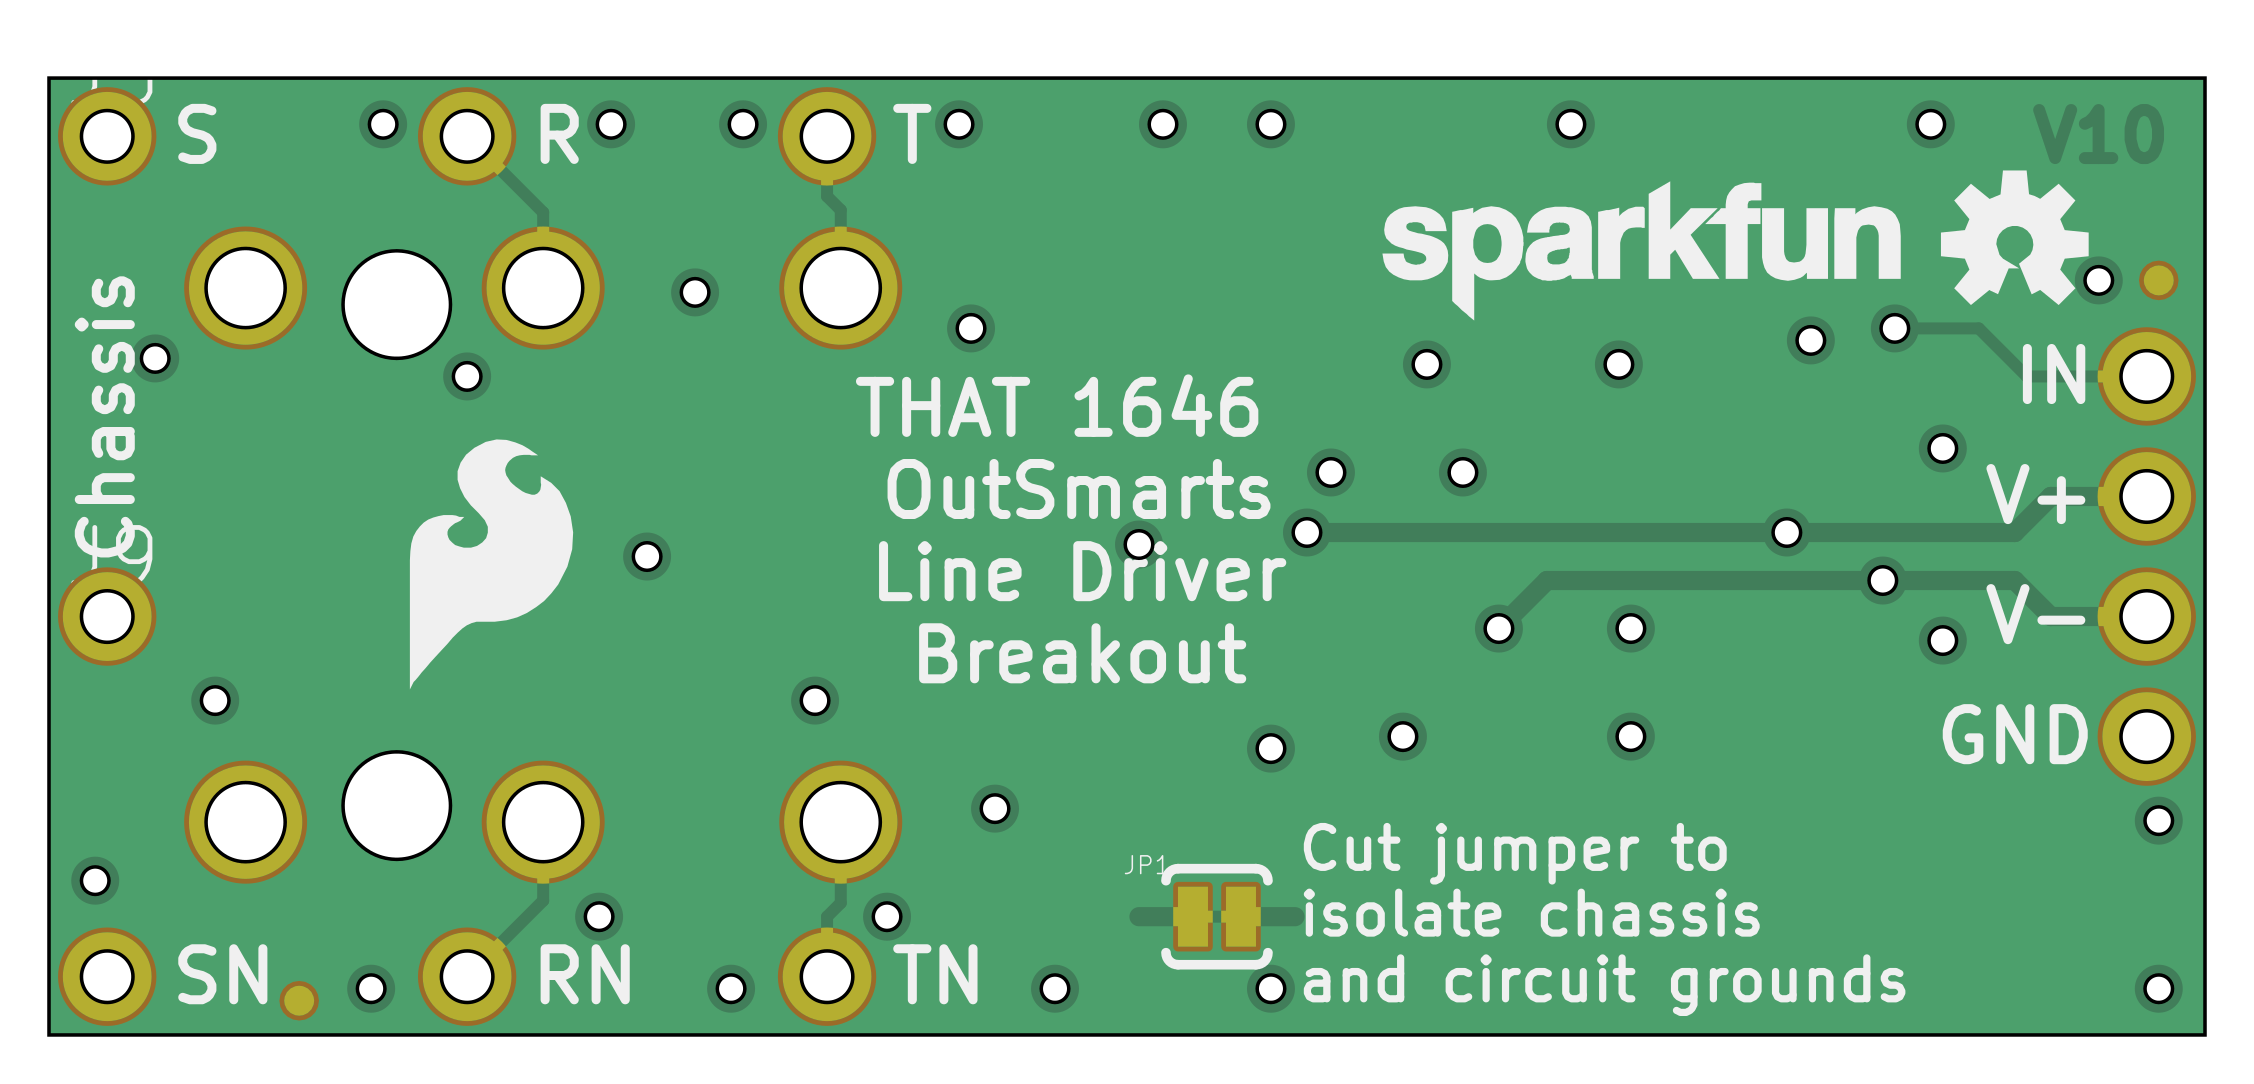 S R T V10
sparkfun
Chassis
IN
THAT 1646
OutSmarts
Line Driver
Breakout
V+
V-
GND
JP1
Cut jumper to
isolate chassis
and circuit grounds
SN RN TN